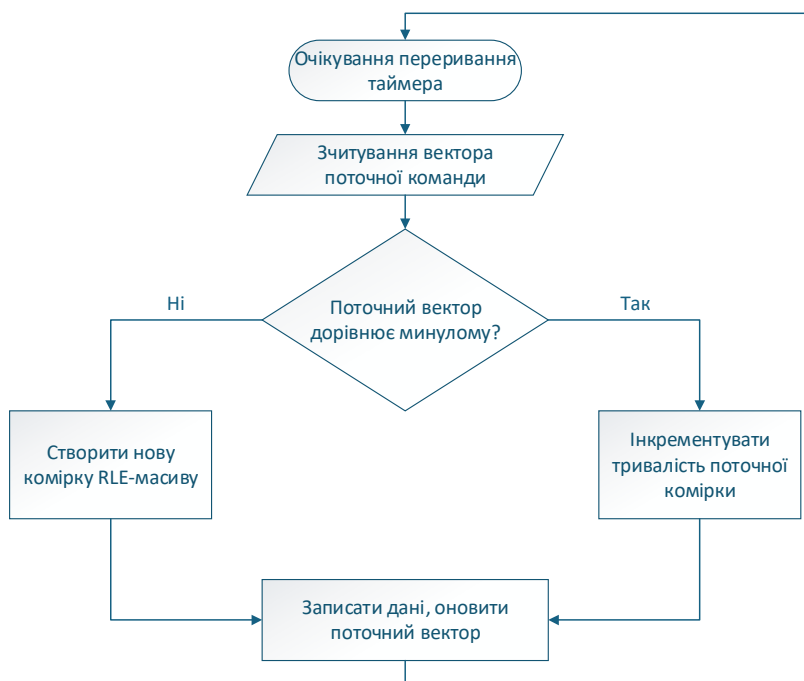 Очікування переривання
таймера
Зчитування вектора
поточної команди
Ні
Поточний вектор
дорівнює минулому?
Так
Створити нову
комірку RLE-масиву
Інкрементувати
тривалість поточної
комірки
Записати дані, оновити
поточний вектор